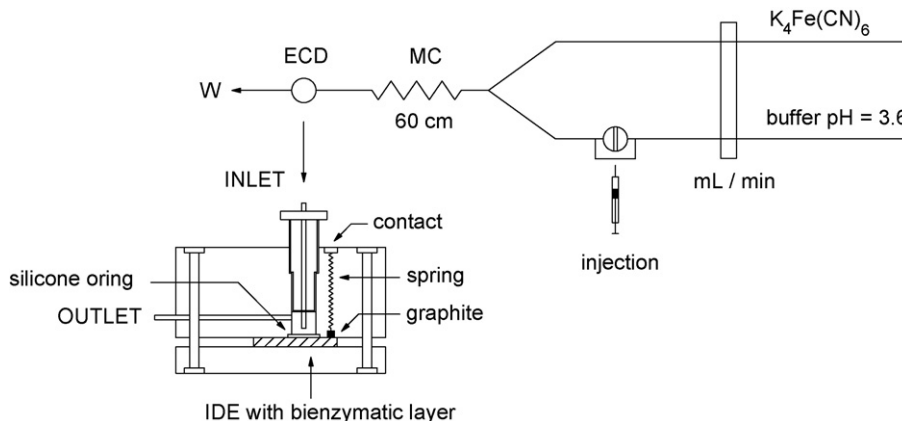 K4Fe(CN)6
ECD
MC
W
60 cm
buffer pH = 3.6
mL / min
INLET
contact
injection
silicone oring
spring
OUTLET
graphite
IDE with bienzymatic layer